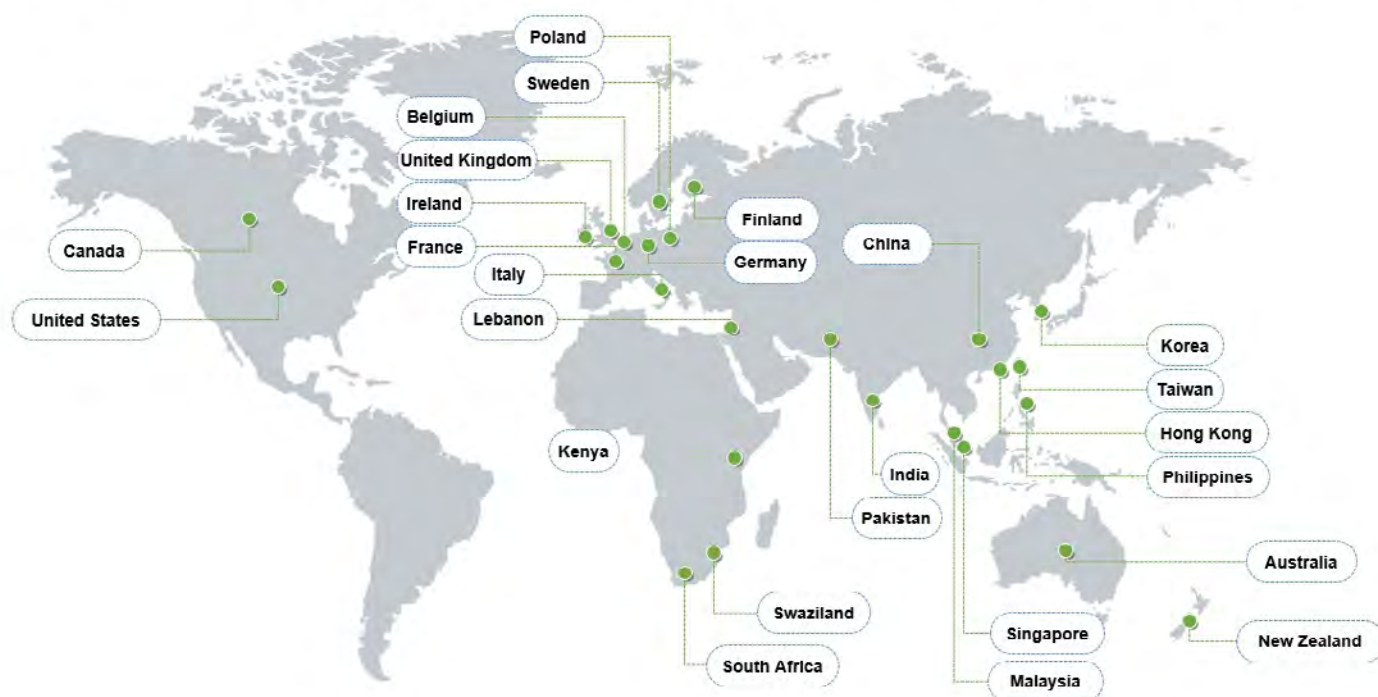 Poland
Sweden
Belgium
United Kingdom
Ireland
Finland
France
Canada
China
Germany
Italy
United States
Lebanon
Korea
Taiwan
Hong Kong
Kenya
India
Philippines
Pakistan
Australia
Swaziland
Singapore
New Zealand
South Africa
Malaysia